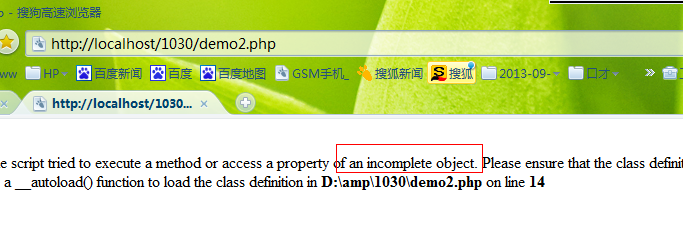 o - 搜狗高速浏览器
http://localhost/1030/demo2.php
ww HP 百度新闻 百度 百度地图 GSM手机_ 搜狐新闻 S 搜狐 2013-09- 口才 »
http://localhost/1030...
e script tried to execute a method or access a property of an incomplete object. Please ensure that the class definit
a __autoload() function to load the class definition in D:\amp\1030\demo2.php on line 14